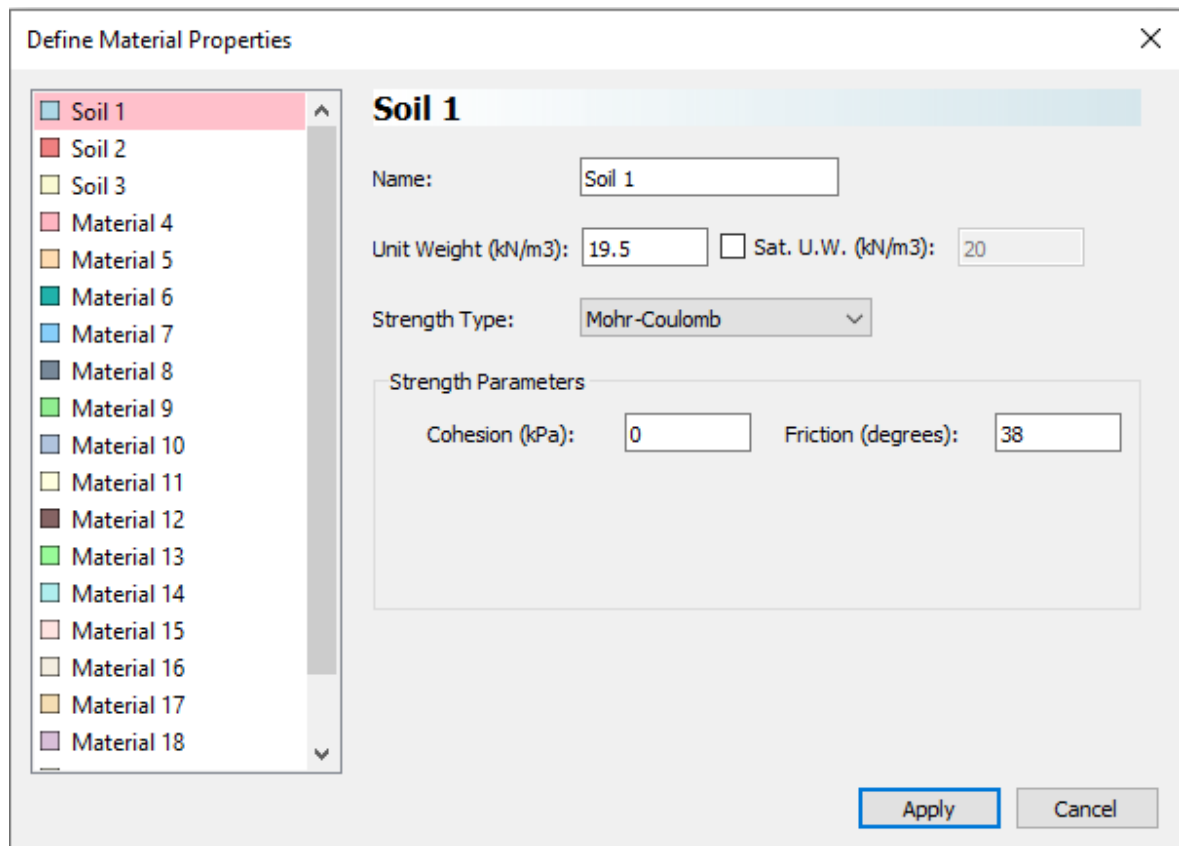 Define Material Properties
Soil 1
Soil 2
Soil 3
Material 4
Material 5
Material 6
Material 7
Material 8
Material 9
Material 10
Material 11
Material 12
Material 13
Material 14
Material 15
Material 16
Material 17
Material 18
Soil 1
Name: Soil 1
Unit Weight (kN/m3): 19.5 Sat. U.W. (kN/m3): 20
Strength Type: Mohr-Coulomb
Strength Parameters
Cohesion (kPa): 0 Friction (degrees): 38
Apply Cancel